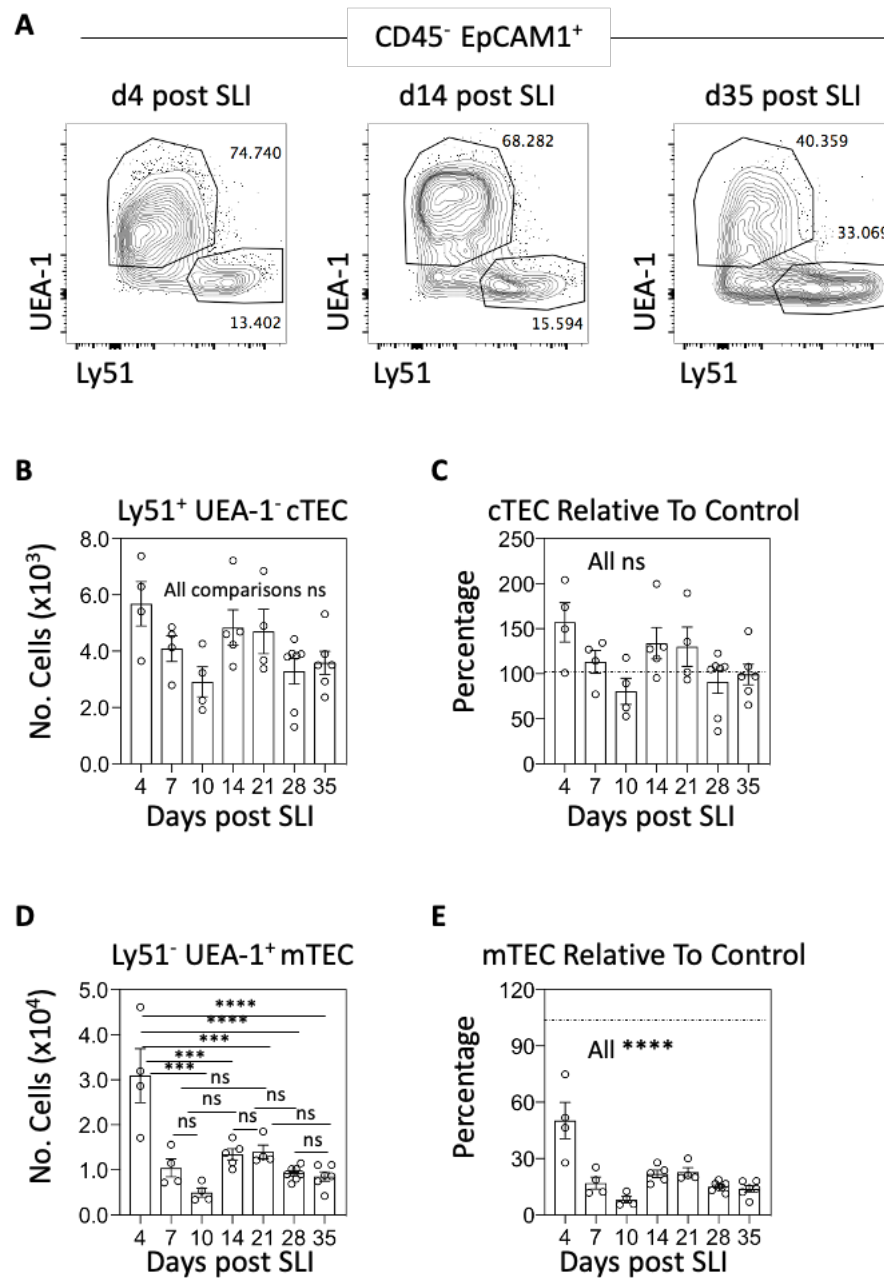 A
CD45- EpCAM1+
d4 post SLI
d14 post SLI
d35 post SLI
74.740
68.282
40.359
33.069
13.402
15.594
UEA-1
UEA-1
UEA-1
Ly51
Ly51
Ly51
B
C
Ly51+ UEA-1- cTEC
cTEC Relative To Control
No. Cells (x10³)
8.0
6.0
4.0
2.0
0.0
All comparisons ns
4 7 10 14 21 28 35
Days post SLI
Percentage
250
200
150
100
50
0
All ns
4 7 10 14 21 28 35
Days post SLI
D
E
Ly51- UEA-1+ mTEC
mTEC Relative To Control
No. Cells (x10⁴)
5.0
4.0
3.0
2.0
1.0
0.0
****
****
***
***
***
ns
ns
ns
ns
ns
ns
ns
4 7 10 14 21 28 35
Days post SLI
Percentage
120
90
60
30
0
All ****
4 7 10 14 21 28 35
Days post SLI